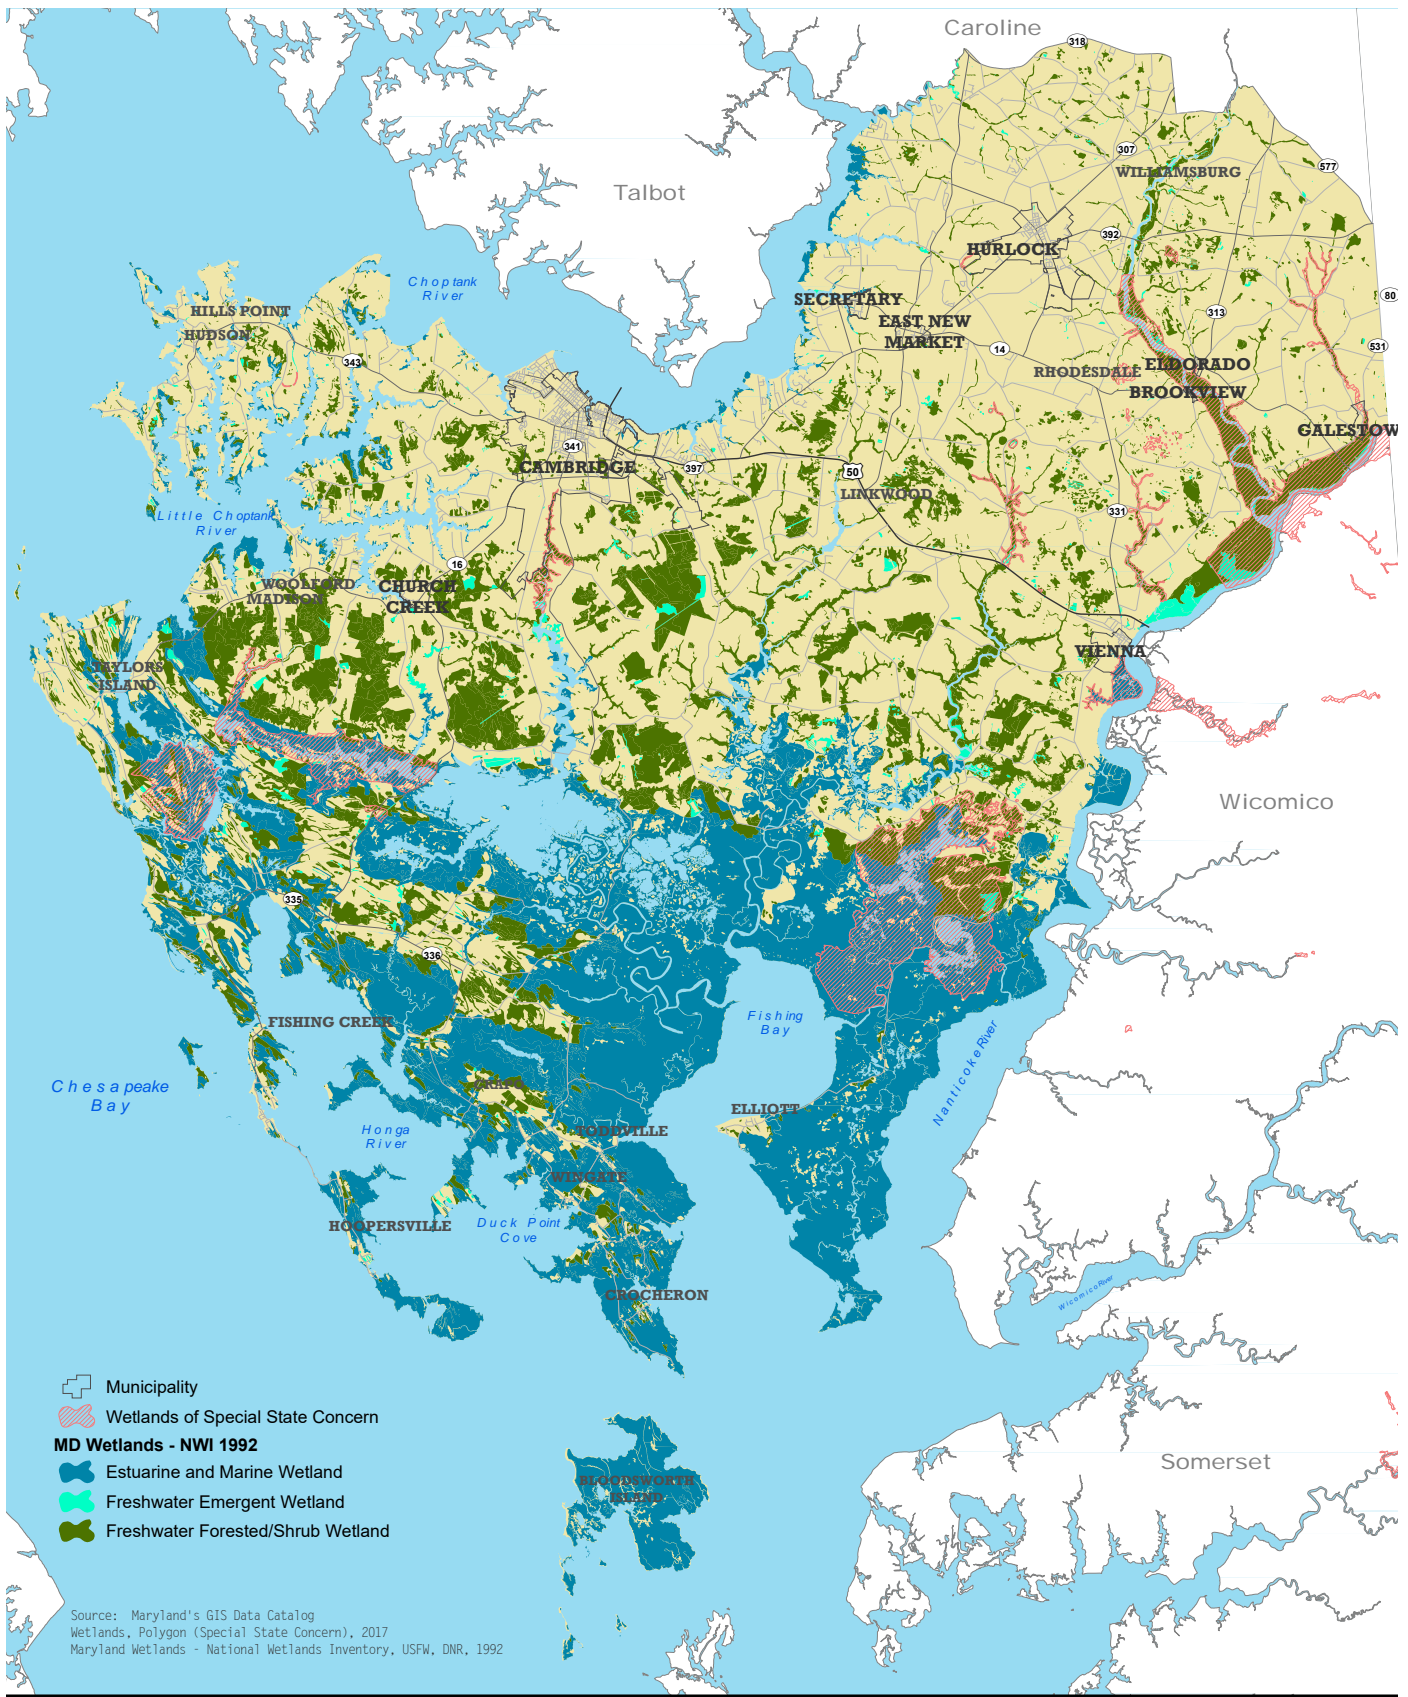 Caroline
318
307
577
WILLIAMSBURG
Talbot
392
HURLOCK
Choptank
River
SECRETARY
80
HILLS POINT
313
EAST NEW
MARKET
HUDSON
14
531
343
ELDORADO
RHODESDALE
BROOKVIEW
GALESTOW
341
CAMBRIDGE
397
50
LINKWOOD
331
Little Choptank
River
16
WOOLFORD
MADISON
CHURCH
CREEK
VIENNA
TAYLORS
ISLAND
Wicomico
335
336
Fishing
Bay
FISHING CREEK
Nanticoke River
Chesapeake
Bay
CRAPO
ELLIOTT
Honga
River
TODDVILLE
WINGATE
HOOPERSVILLE
Duck Point
Cove
Wicomico River
CROCHERON
Municipality
Wetlands of Special State Concern
MD Wetlands - NWI 1992
Estuarine and Marine Wetland
Freshwater Emergent Wetland
Freshwater Forested/Shrub Wetland
Somerset
BLOODSWORTH
ISLAND
Source: Maryland's GIS Data Catalog
Wetlands, Polygon (Special State Concern), 2017
Maryland Wetlands - National Wetlands Inventory, USFW, DNR, 1992